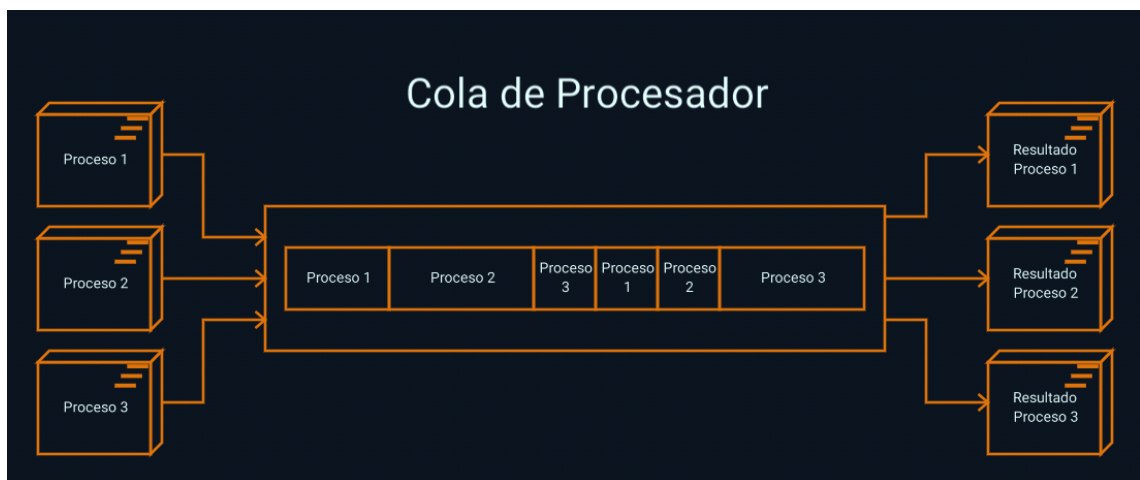 Cola de Procesador
Proceso 1
Proceso 2
Proceso 3
Proceso 1
Proceso 2
Proceso
3
Proceso
1
Proceso
2
Proceso 3
Resultado
Proceso 1
Resultado
Proceso 2
Resultado
Proceso 3